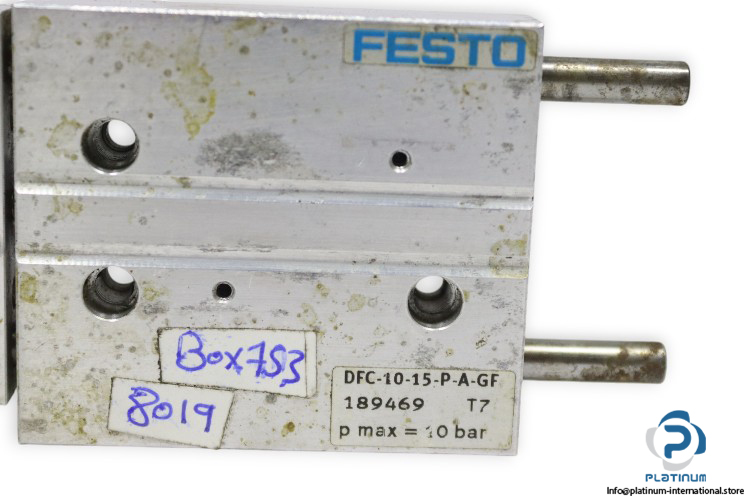 FESTO
Box753
8019
DFC-10-15-P-A-GF
189469 T7
p max = 10 bar
PLATINUM
Info@platinum-international.store